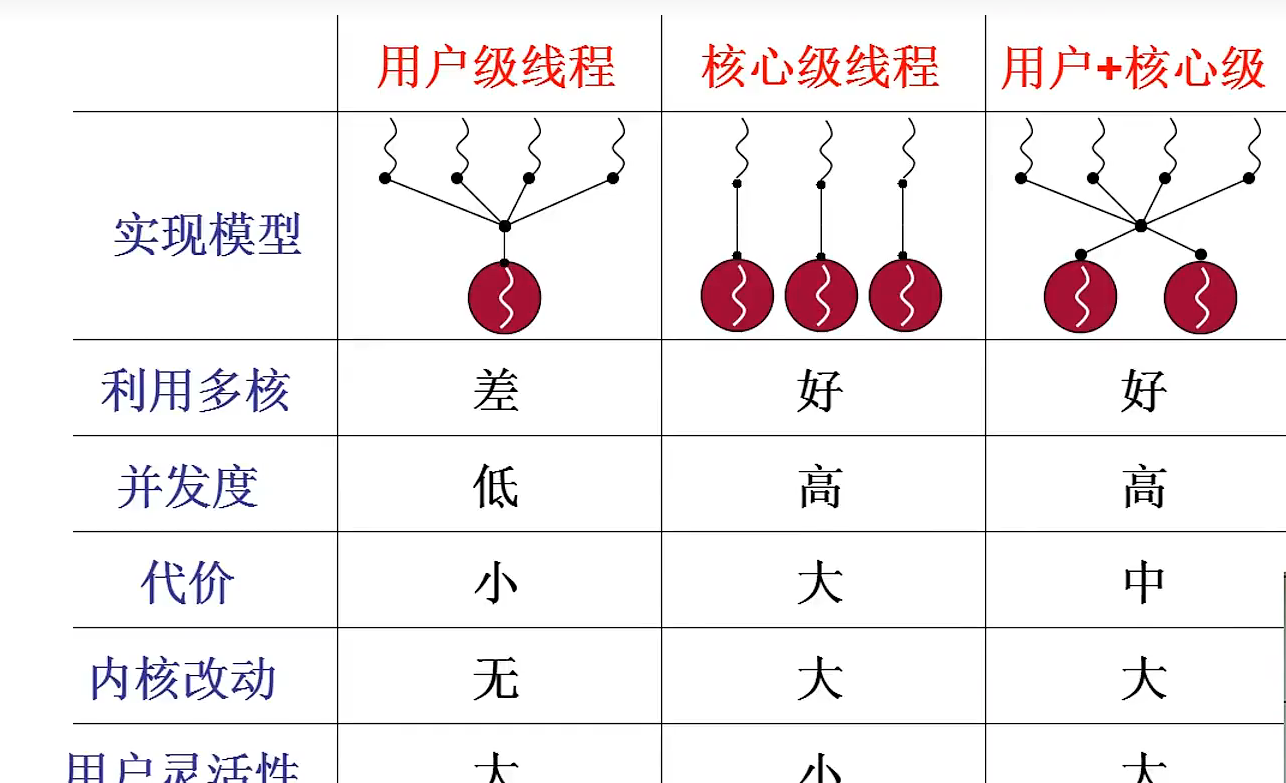 用户级线程 核心级线程 用户+核心级
实现模型
利用多核 差 好 好
并发度 低 高 高
代价 小 大 中
内核改动 无 大 大
用户灵活性 大 小 大